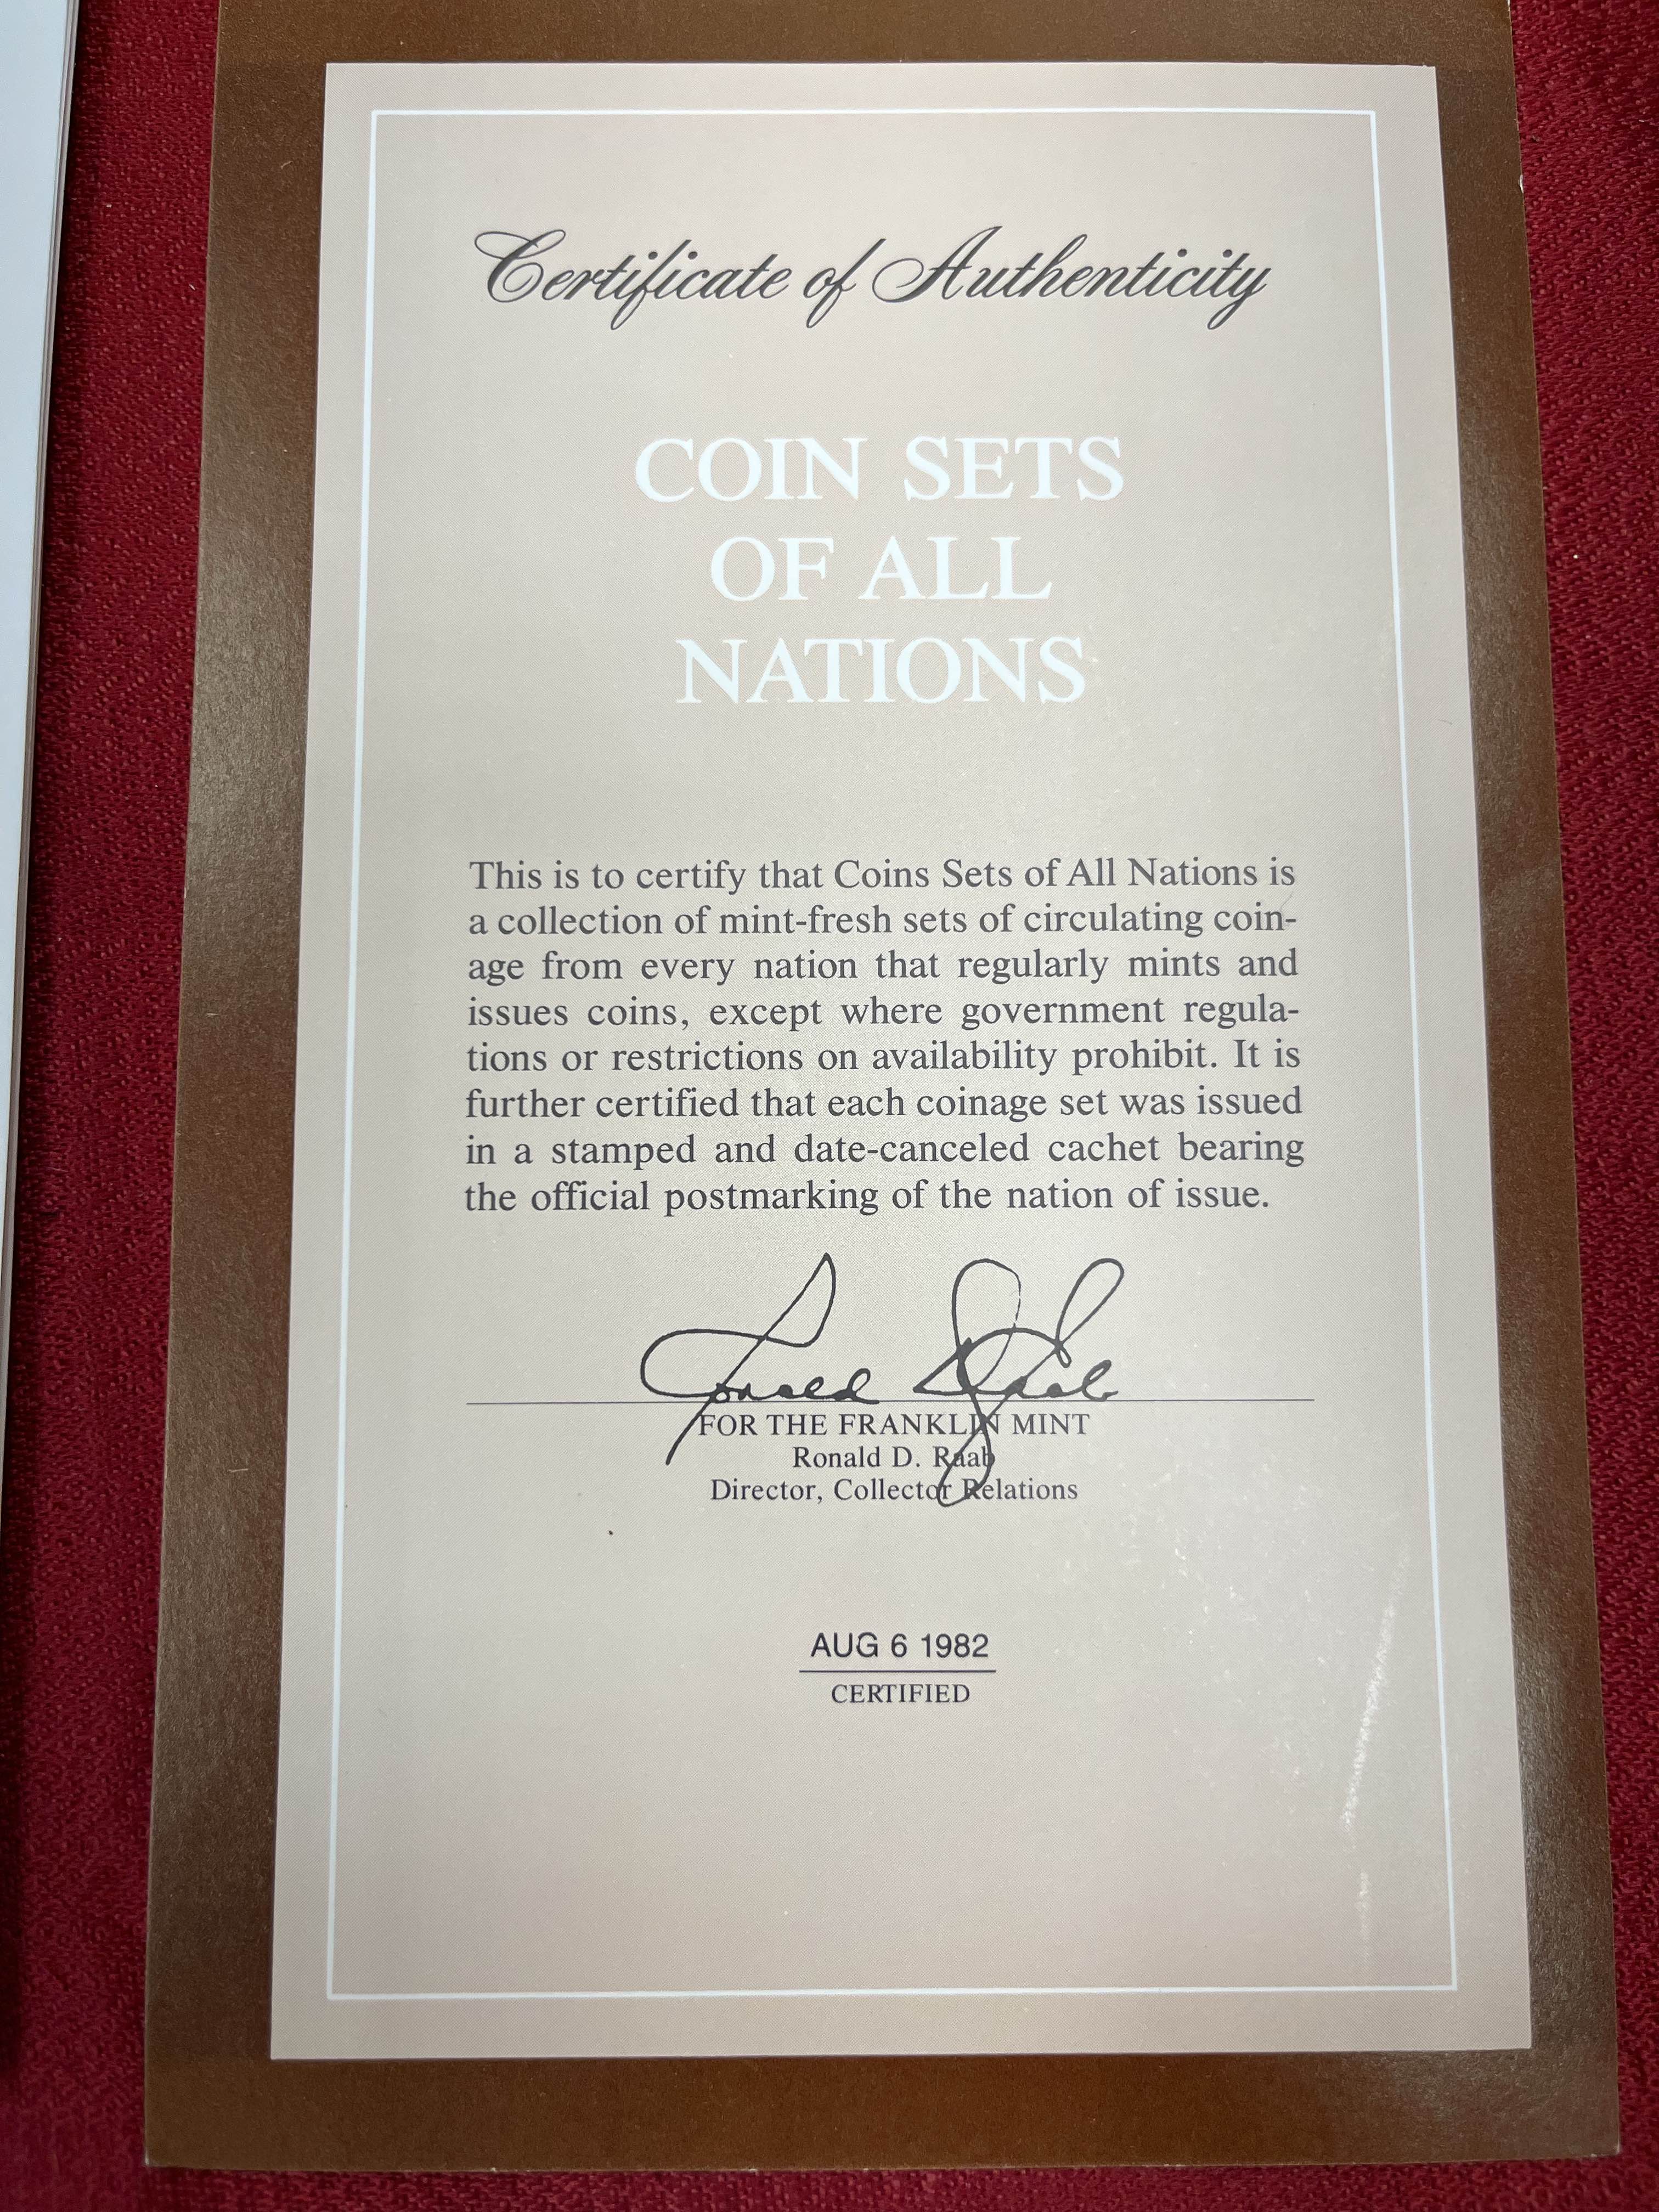 Certificate of Authenticity
COIN SETS
OF ALL
NATIONS
This is to certify that Coins Sets of All Nations is
a collection of mint-fresh sets of circulating coin-
age from every nation that regularly mints and
issues coins, except where government regula-
tions or restrictions on availability prohibit. It is
further certified that each coinage set was issued
in a stamped and date-canceled cachet bearing
the official postmarking of the nation of issue.
Ronald D Raab
FOR THE FRANKLIN MINT
Ronald D. Raab
Director, Collector Relations
AUG 6 1982
CERTIFIED